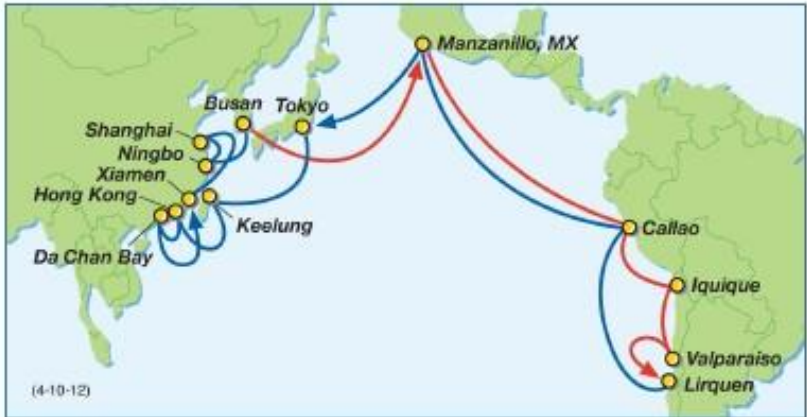 Manzanillo, MX
Busan
Tokyo
Shanghai
Ningbo
Xiamen
Hong Kong
Keelung
Da Chan Bay
Callao
Iquique
Valparaiso
Lirquen
(4-10-12)